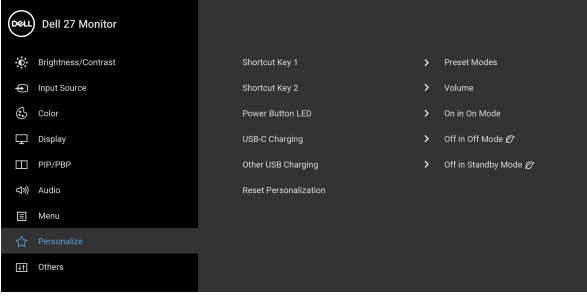 DELL Dell 27 Monitor
Brightness/Contrast
Input Source
Color
Display
PIP/PBP
Audio
Menu
Personalize
Others
Shortcut Key 1 Preset Modes
Shortcut Key 2 Volume
Power Button LED On in On Mode
USB-C Charging Off in Off Mode
Other USB Charging Off in Standby Mode
Reset Personalization